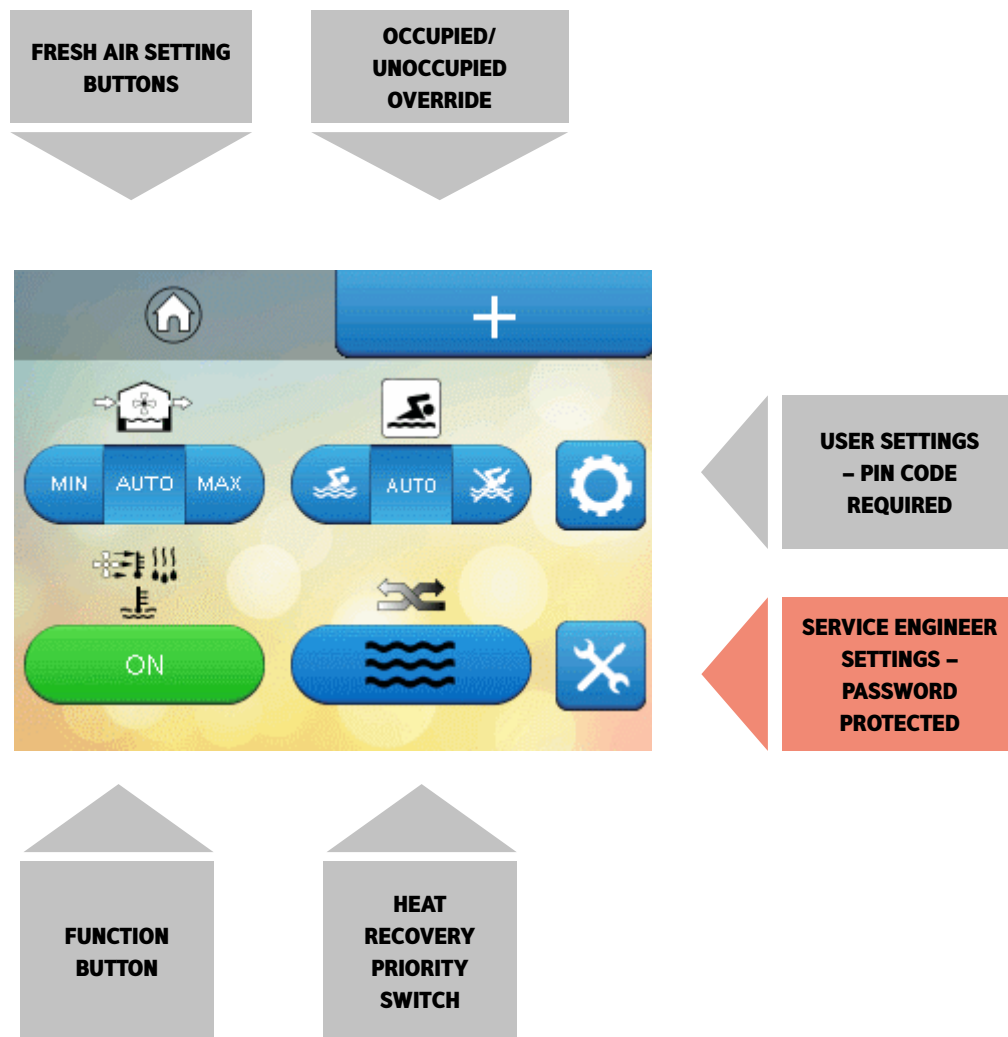 FRESH AIR SETTING
BUTTONS
OCCUPIED/
UNOCCUPIED
OVERRIDE
MIN AUTO MAX
AUTO
USER SETTINGS
– PIN CODE
REQUIRED
ON
SERVICE ENGINEER
SETTINGS –
PASSWORD
PROTECTED
FUNCTION
BUTTON
HEAT
RECOVERY
PRIORITY
SWITCH